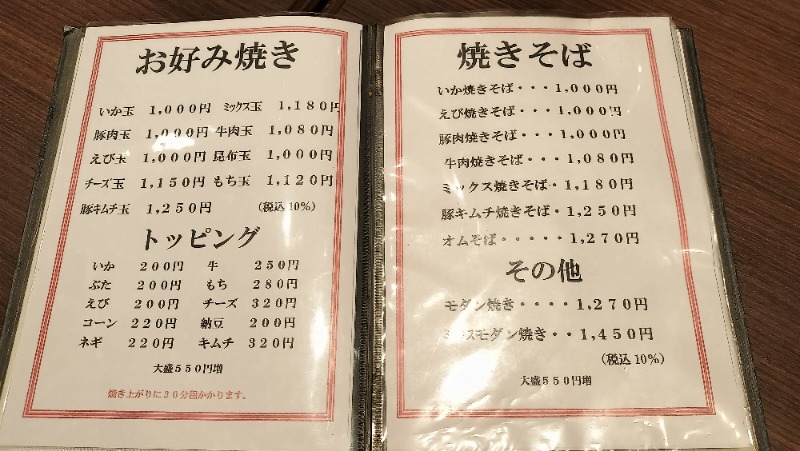 お好み焼き
いか玉 1,000円 ミックス玉 1,180円
豚肉玉 1,000円 牛肉玉 1,080円
えび玉 1,000円 昆布玉 1,000円
チーズ玉 1,150円 もち玉 1,120円
豚キムチ玉 1,250円 (税込10%)
トッピング
いか 200円 牛 250円
ぶた 200円 もち 280円
えび 200円 チーズ 320円
コーン 220円 納豆 200円
ネギ 220円 キムチ 320円
大盛550円増
焼き上がりに30分程かかります。
焼きそば
いか焼きそば・・・1,000円
えび焼きそば・・・1,000円
豚肉焼きそば・・・1,000円
牛肉焼きそば・・・1,080円
ミックス焼きそば・1,180円
豚キムチ焼きそば・1,250円
オムそば・・・・・1,270円
その他
モダン焼き・・・・1,270円
ミックスモダン焼き・・1,450円
(税込10%)
大盛550円増